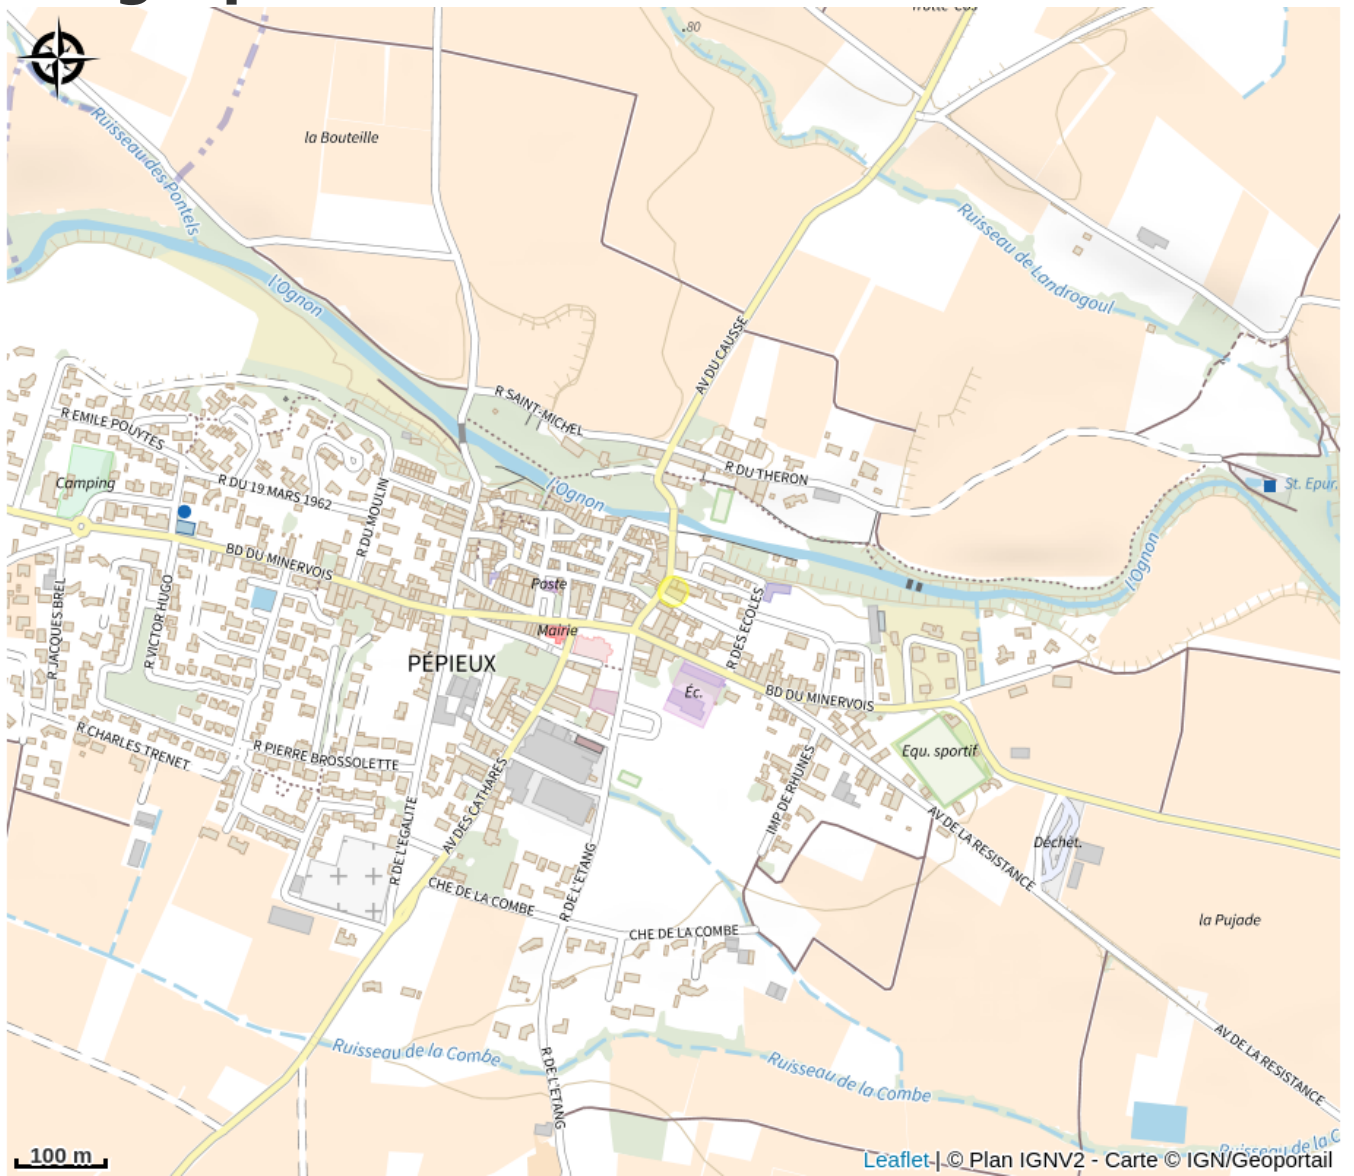 80
la Bouteille
Ruisseau des Pontels
Ruisseau de Landrogoul
l'Ognon
AV DU CAUSSE
R SAINT-MICHEL
R EMILE POUYTES
R DU THERON
Camping
R DU 19 MARS 1962
l'Ognon
St. Epur.
R DU MOULIN
BD DU MINERVOIS
l'Ognon
Poste
R JACQUES BREL
R VICTOR HUGO
R DES ECOLES
Mairie
PÉPIEUX
Éc.
BD DU MINERVOIS
R CHARLES TRENET
R PIERRE BROSSOLETTE
Equ. sportif
IMP DE RHUNES
AV DES CATHARES
R DE L'EGALITE
AV DE LA RESISTANCE
Déchèt.
R DE L'ETANG
CHE DE LA COMBE
CHE DE LA COMBE
la Pujade
Ruisseau de la Combe
Ruisseau de la Combe
AV DE LA RESISTANCE
R DE L'ETANG
Ruisseau de la C
100 m
Leaflet | © Plan IGNV2 - Carte © IGN/Geoportail